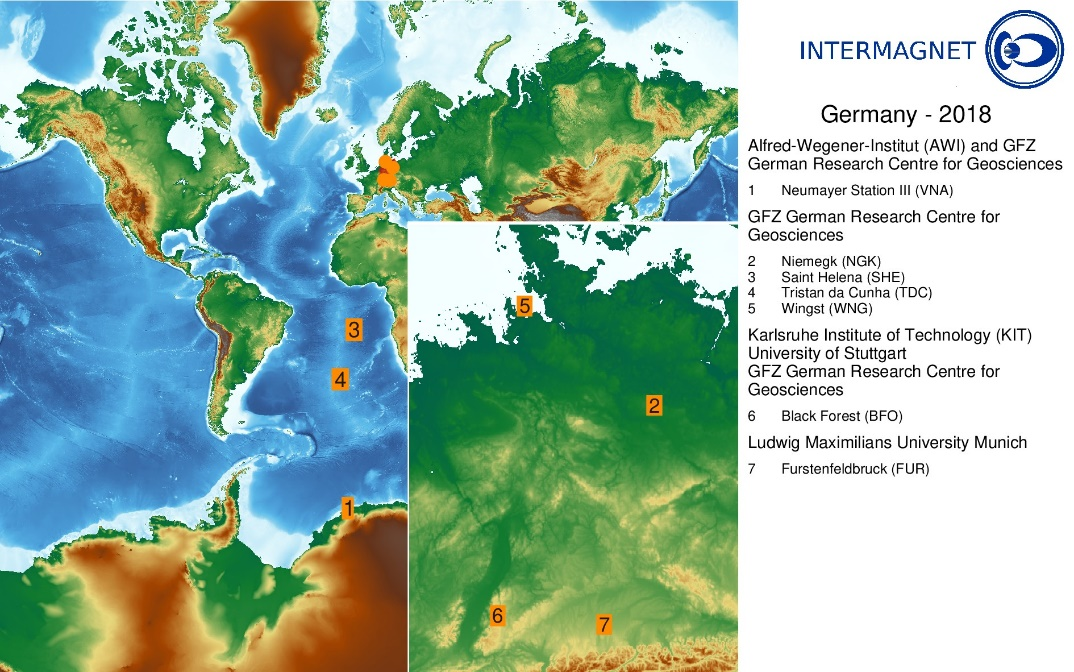 INTERMAGNET
Germany - 2018
Alfred-Wegener-Institut (AWI) and GFZ
German Research Centre for Geosciences
1 Neumayer Station III (VNA)
GFZ German Research Centre for
Geosciences
2 Niemegk (NGK)
3 Saint Helena (SHE)
4 Tristan da Cunha (TDC)
5 Wingst (WNG)
Karlsruhe Institute of Technology (KIT)
University of Stuttgart
GFZ German Research Centre for
Geosciences
6 Black Forest (BFO)
Ludwig Maximilians University Munich
7 Furstenfeldbruck (FUR)
5
3
4
2
1
6
7